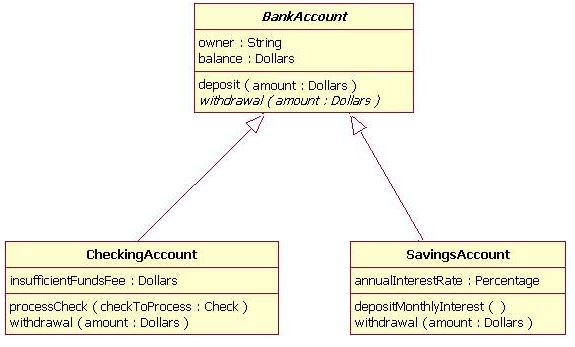 BankAccount
owner : String
balance : Dollars
deposit ( amount : Dollars )
withdrawal ( amount : Dollars )
CheckingAccount
insufficientFundsFee : Dollars
processCheck ( checkToProcess : Check )
withdrawal ( amount : Dollars )
SavingsAccount
annualInterestRate : Percentage
depositMonthlyInterest ( )
withdrawal ( amount : Dollars )